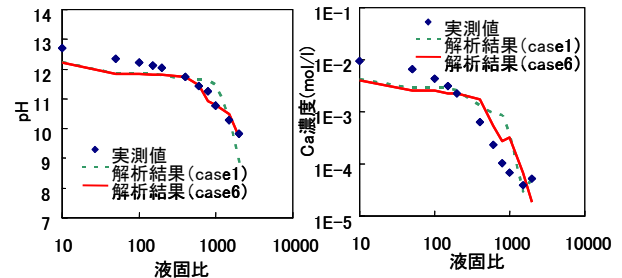 14
13
12
11
10
9
8
7
pH
実測値
解析結果(case1)
解析結果(case6)
10
100
1000
10000
液固比
1E-1
1E-2
1E-3
1E-4
1E-5
Ca濃度(mol/l)
実測値
解析結果(case1)
解析結果(case6)
10
100
1000
10000
液固比